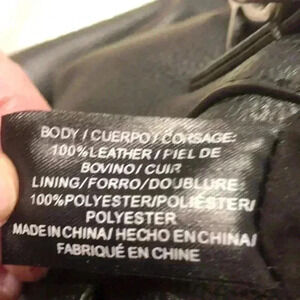 BODY / CUERPO / CORSAGE:
100% LEATHER / PIEL DE
BOVINO / CUIR
LINING / FORRO / DOUBLURE:
100% POLYESTER / POLIESTER /
POLYESTER
MADE IN CHINA / HECHO EN CHINA /
FABRIQUÉ EN CHINE